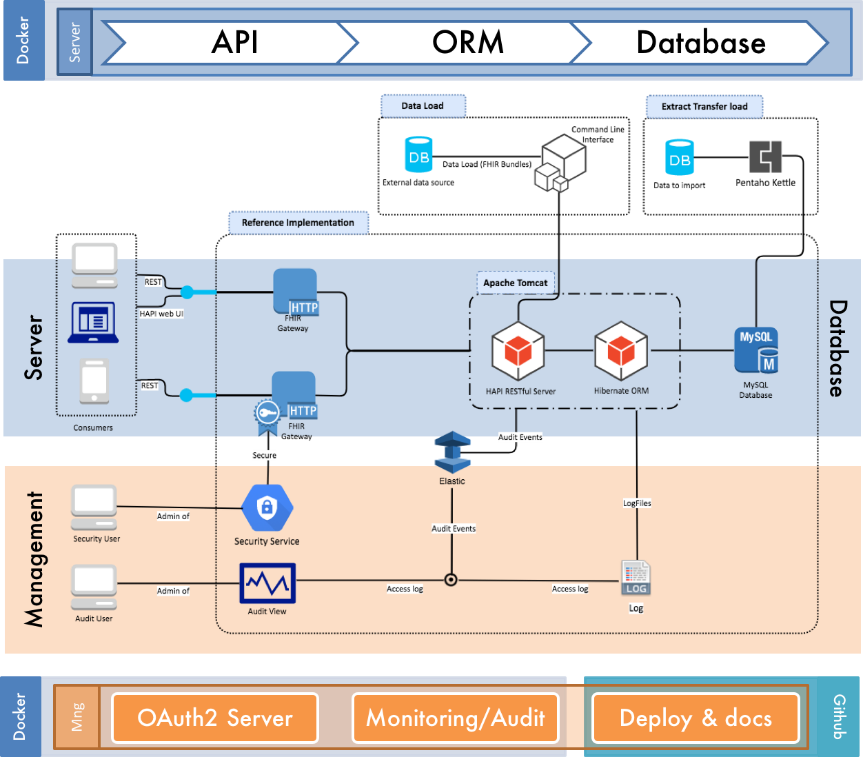 Docker
Server
API
ORM
Database
Data Load
Extract Transfer load
Command Line
Interface
DB
Data Load (FHIR Bundles)
External data source
DB
Data to import
Pentaho Kettle
Reference Implementation
Server
Database
REST
HAPI web UI
REST
Consumers
HTTP
FHIR
Gateway
HTTP
FHIR
Gateway
Apache Tomcat
HAPI RESTful Server
Hibernate ORM
MySQL
M
MySQL
Database
Secure
Audit Events
Elastic
Management
Security User
Admin of
Security Service
Audit Events
LogFiles
Audit User
Admin of
Audit View
Access log
Access log
LOG
Log
Docker
Mng
OAuth2 Server
Monitoring/Audit
Deploy & docs
Github